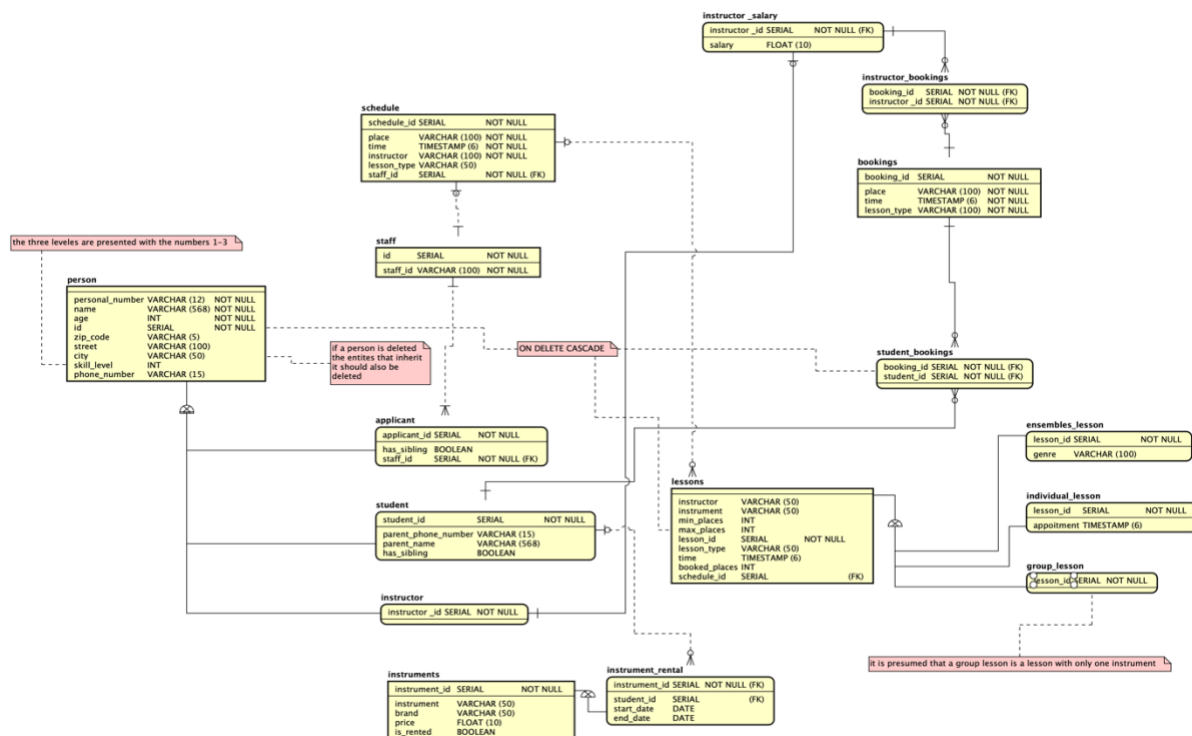 instructor _salary
instructor _id SERIAL NOT NULL (FK)
salary FLOAT (10)
instructor_bookings
booking_id SERIAL NOT NULL (FK)
instructor _id SERIAL NOT NULL (FK)
schedule
schedule_id SERIAL NOT NULL
place VARCHAR (100) NOT NULL
time TIMESTAMP (6) NOT NULL
instructor VARCHAR (100) NOT NULL
lesson_type VARCHAR (50)
staff_id SERIAL NOT NULL (FK)
bookings
booking_id SERIAL NOT NULL
place VARCHAR (100) NOT NULL
time TIMESTAMP (6) NOT NULL
lesson_type VARCHAR (100) NOT NULL
the three leveles are presented with the numbers 1-3
staff
id SERIAL NOT NULL
staff_id VARCHAR (100) NOT NULL
person
personal_number VARCHAR (12) NOT NULL
name VARCHAR (568) NOT NULL
age INT NOT NULL
id SERIAL NOT NULL
zip_code VARCHAR (5)
street VARCHAR (100)
city VARCHAR (50)
skill_level INT
phone_number VARCHAR (15)
if a person is deleted
the entites that inherit
it should also be
deleted
ON DELETE CASCADE
student_bookings
booking_id SERIAL NOT NULL (FK)
student_id SERIAL NOT NULL (FK)
applicant
applicant_id SERIAL NOT NULL
has_sibling BOOLEAN
staff_id SERIAL NOT NULL (FK)
ensembles_lesson
lesson_id SERIAL NOT NULL
genre VARCHAR (100)
lessons
instructor VARCHAR (50)
instrument VARCHAR (50)
min_places INT
max_places INT
lesson_id SERIAL NOT NULL
lesson_type VARCHAR (50)
time TIMESTAMP (6)
booked_places INT
schedule_id SERIAL (FK)
individual_lesson
lesson_id SERIAL NOT NULL
appoitment TIMESTAMP (6)
student
student_id SERIAL NOT NULL
parent_phone_number VARCHAR (15)
parent_name VARCHAR (568)
has_sibling BOOLEAN
group_lesson
lesson_id SERIAL NOT NULL
instructor
instructor _id SERIAL NOT NULL
it is presumed that a group lesson is a lesson with only one instrument
instruments
instrument_id SERIAL NOT NULL
instrument VARCHAR (50)
brand VARCHAR (50)
price FLOAT (10)
is_rented BOOLEAN
instrument_rental
instrument_id SERIAL NOT NULL (FK)
student_id SERIAL (FK)
start_date DATE
end_date DATE